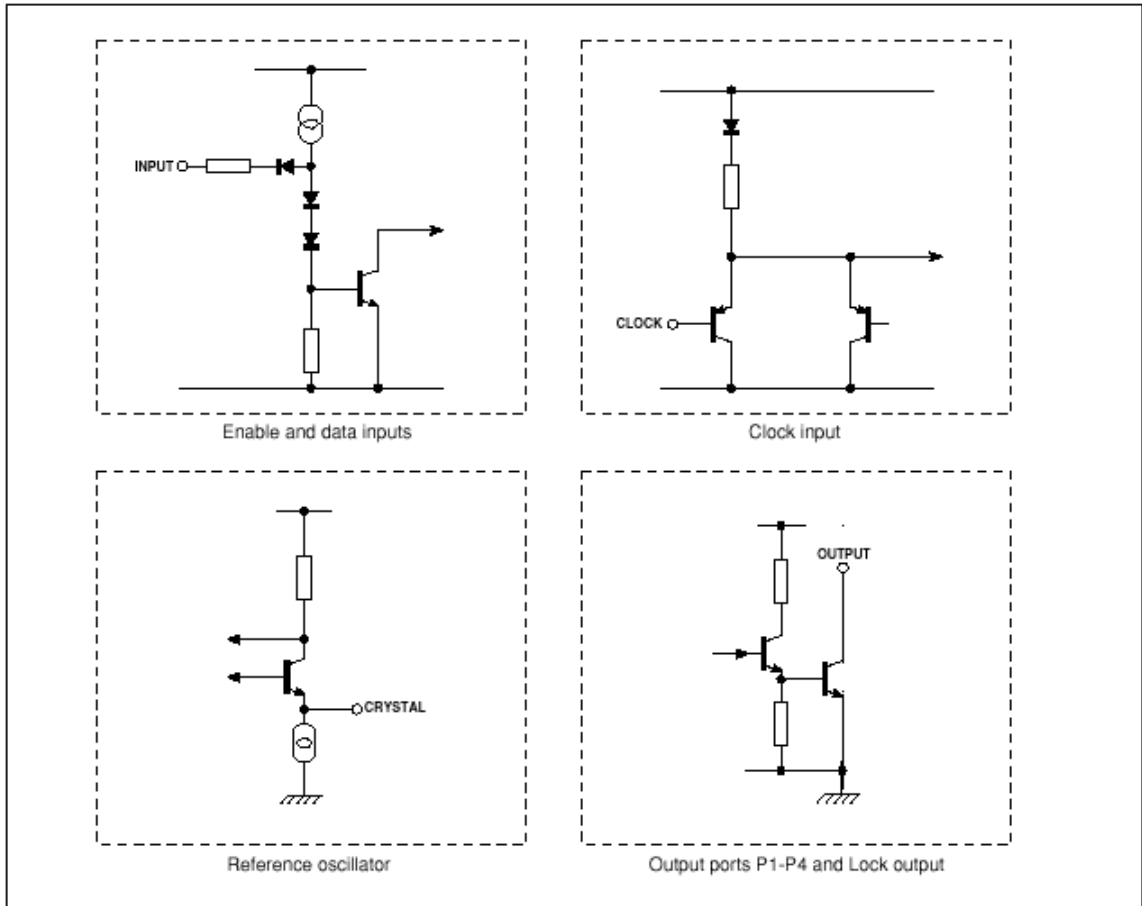 INPUT
Enable and data inputs
CLOCK
Clock input
CRYSTAL
Reference oscillator
OUTPUT
Output ports P1-P4 and Lock output